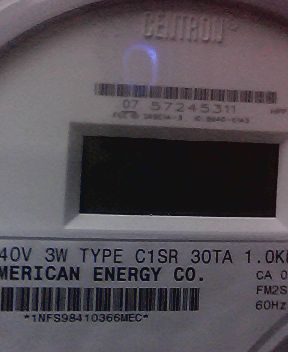 CENTRON
07 57245311
40V 3W TYPE C1SR 30TA 1.0K
MERICAN ENERGY CO.
CA 0
FM2S
60Hz
*1NFS98410366MEC*